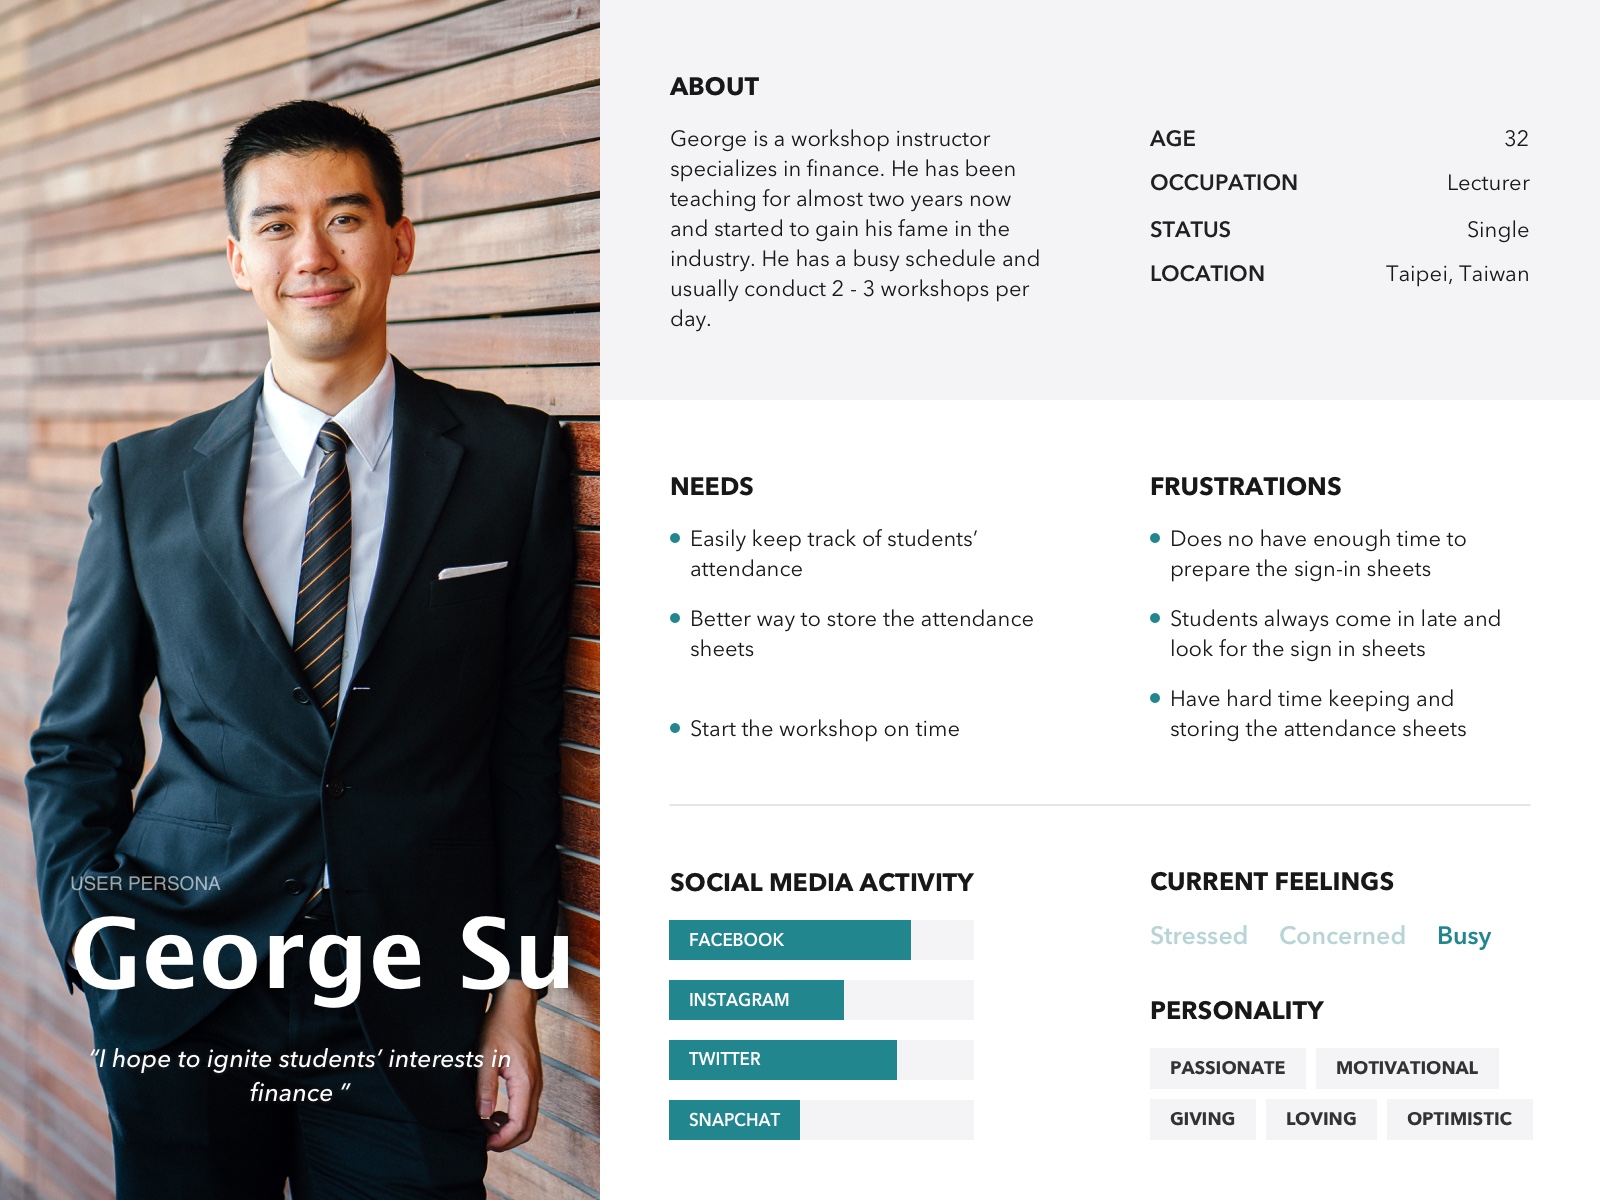 USER PERSONA
George Su
“I hope to ignite students’ interests in
finance ”
ABOUT
George is a workshop instructor
specializes in finance. He has been
teaching for almost two years now
and started to gain his fame in the
industry. He has a busy schedule and
usually conduct 2 - 3 workshops per
day.
AGE 32
OCCUPATION Lecturer
STATUS Single
LOCATION Taipei, Taiwan
NEEDS
Easily keep track of students’
attendance
Better way to store the attendance
sheets
Start the workshop on time
FRUSTRATIONS
Does no have enough time to
prepare the sign-in sheets
Students always come in late and
look for the sign in sheets
Have hard time keeping and
storing the attendance sheets
SOCIAL MEDIA ACTIVITY
FACEBOOK
INSTAGRAM
TWITTER
SNAPCHAT
CURRENT FEELINGS
Stressed Concerned Busy
PERSONALITY
PASSIONATE MOTIVATIONAL
GIVING LOVING OPTIMISTIC